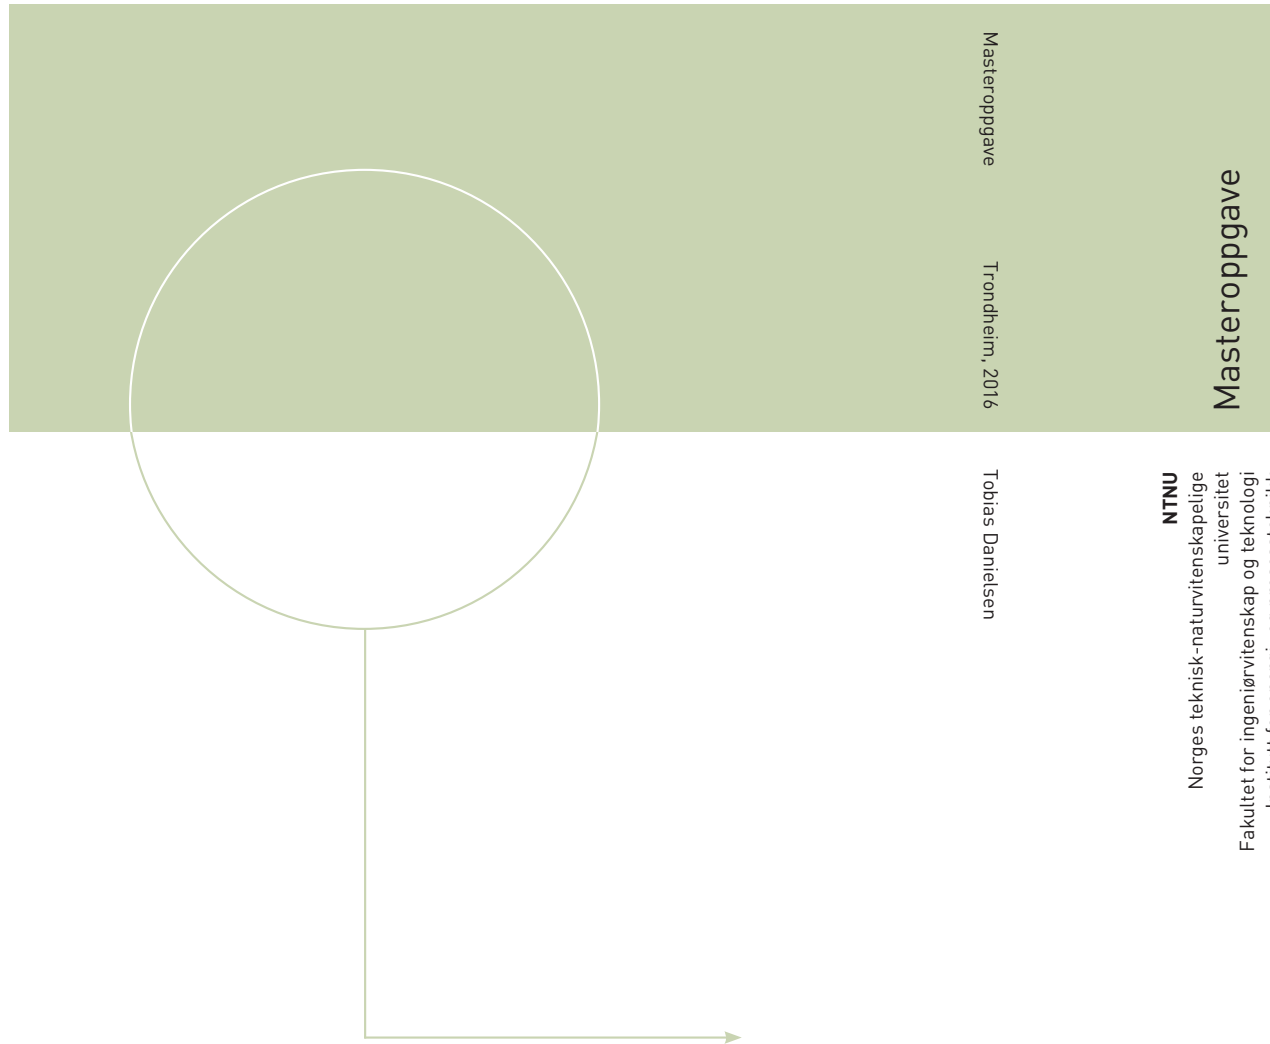 Masteroppgave
Trondheim, 2016
Tobias Danielsen
Masteroppgave
NTNU
Norges teknisk-naturvitenskapelige
universitet
Fakultet for ingeniørvitenskap og teknologi